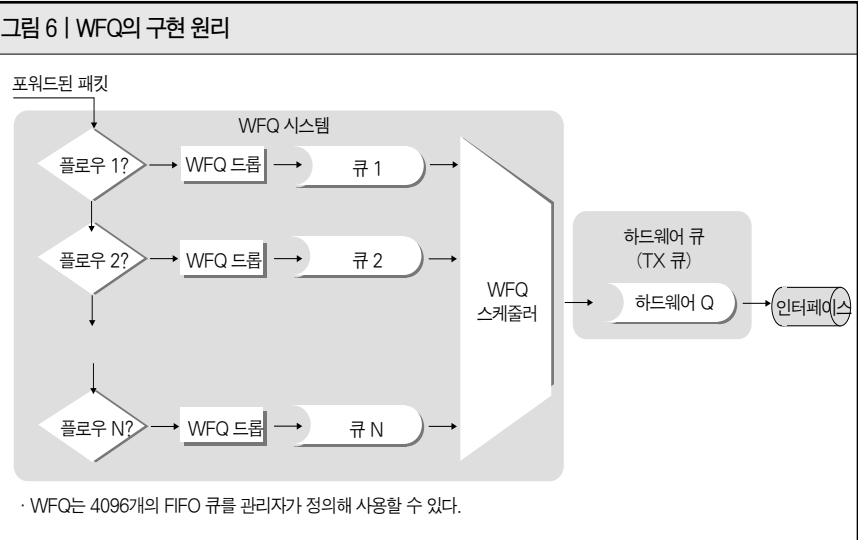 그림 6 | WFQ의 구현 원리
포워드된 패킷
WFQ 시스템
플로우 1?
WFQ 드롭
큐 1
플로우 2?
WFQ 드롭
큐 2
WFQ
스케줄러
하드웨어 큐
(TX 큐)
하드웨어 Q
인터페이스
플로우 N?
WFQ 드롭
큐 N
· WFQ는 4096개의 FIFO 큐를 관리자가 정의해 사용할 수 있다.